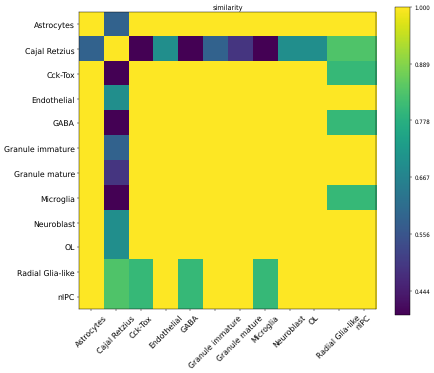 similarity
Astrocytes
Cajal Retzius
Cck-Tox
Endothelial
GABA
Granule immature
Granule mature
Microglia
Neuroblast
OL
Radial Glia-like
nIPC
Astrocytes
Cajal Retzius
Cck-Tox
Endothelial
GABA
Granule immature
Granule mature
Microglia
Neuroblast
OL
Radial Glia-like
nIPC
1.000
0.889
0.778
0.667
0.556
0.444